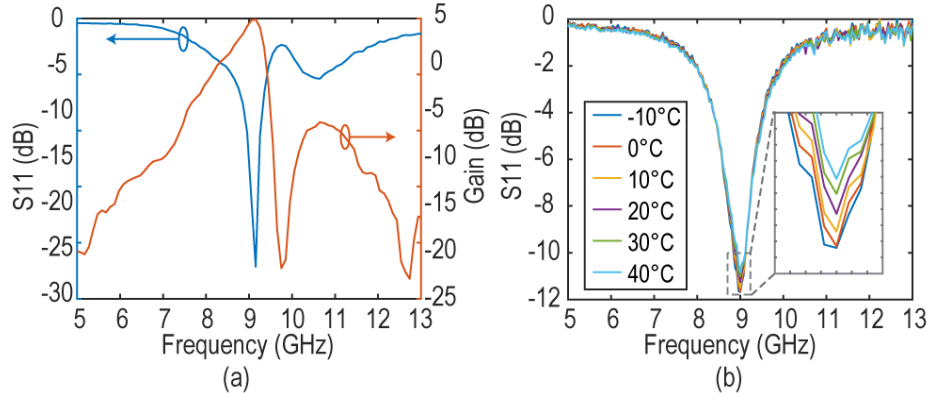 0
-5
-10
-15
-20
-25
-30
S11 (dB)
5
0
-5
-10
-15
-20
-25
Gain (dB)
5 6 7 8 9 10 11 12 13
Frequency (GHz)
(a)
0
-2
-4
-6
-8
-10
-12
S11 (dB)
-10°C
0°C
10°C
20°C
30°C
40°C
5 6 7 8 9 10 11 12 13
Frequency (GHz)
(b)